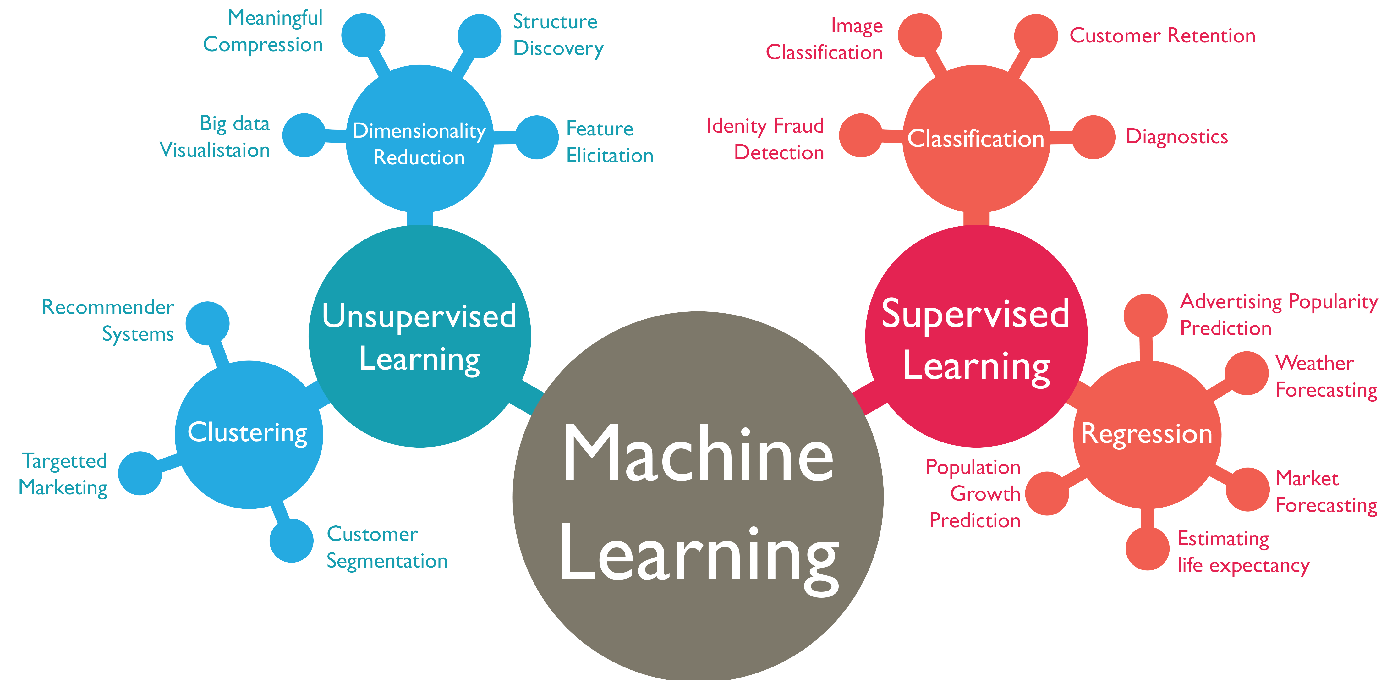 Meaningful
Compression
Structure
Discovery
Big data
Visualistaion
Dimensionality
Reduction
Feature
Elicitation
Image
Classification
Customer Retention
Idenity Fraud
Detection
Classification
Diagnostics
Recommender
Systems
Unsupervised
Learning
Clustering
Targetted
Marketing
Customer
Segmentation
Machine
Learning
Supervised
Learning
Advertising Popularity
Prediction
Weather
Forecasting
Regression
Population
Growth
Prediction
Market
Forecasting
Estimating
life expectancy